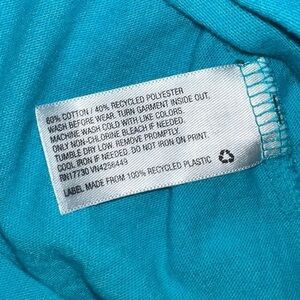 60% COTTON / 40% RECYCLED POLYESTER
WASH BEFORE WEAR. TURN GARMENT INSIDE OUT,
MACHINE WASH COLD WITH LIKE COLORS.
ONLY NON-CHLORINE BLEACH IF NEEDED.
TUMBLE DRY LOW. REMOVE PROMPTLY.
COOL IRON IF NEEDED. DO NOT IRON ON PRINT.
RN17730 VN4256449
LABEL MADE FROM 100% RECYCLED PLASTIC